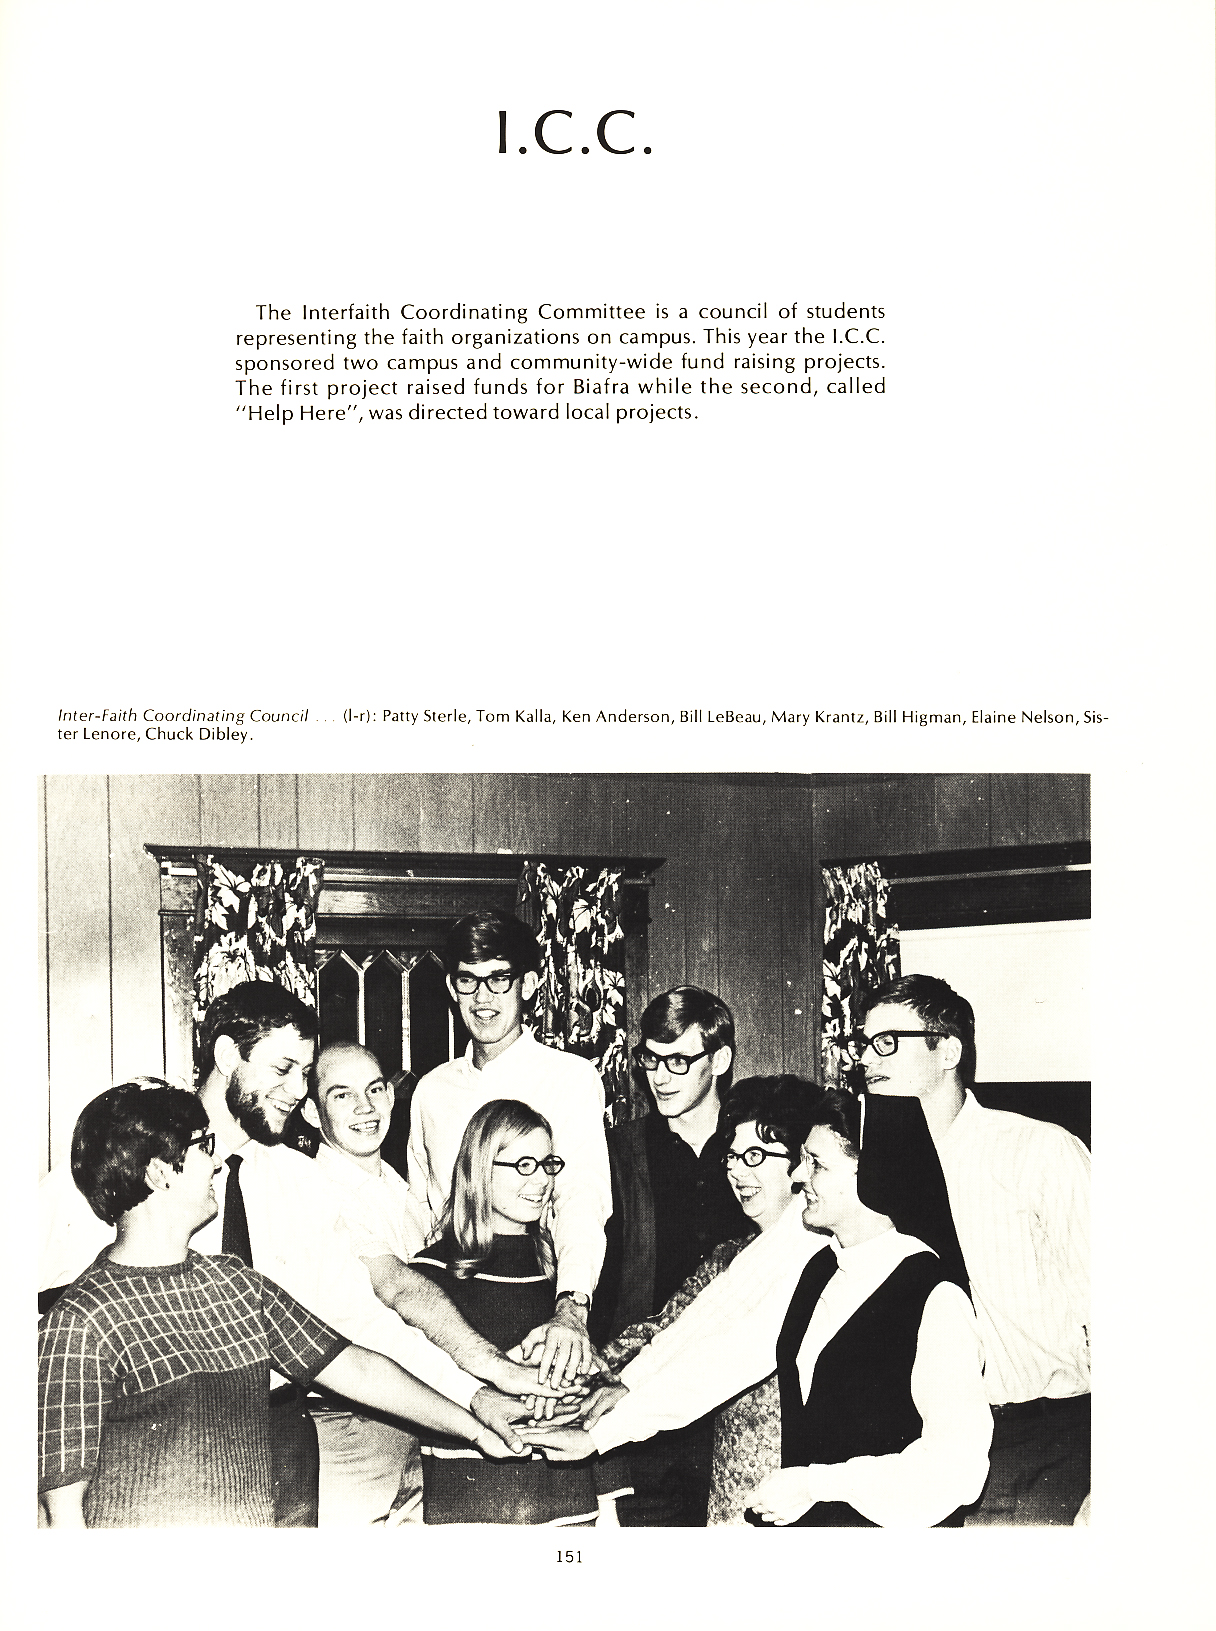 I.C.C.
The Interfaith Coordinating Committee is a council of students
representing the faith organizations on campus. This year the I.C.C.
sponsored two campus and community-wide fund raising projects.
The first project raised funds for Biafra while the second, called
"Help Here", was directed toward local projects.
Inter-Faith Coordinating Council . . . (l-r): Patty Sterle, Tom Kalla, Ken Anderson, Bill LeBeau, Mary Krantz, Bill Higman, Elaine Nelson, Sis-
ter Lenore, Chuck Dibley.
151